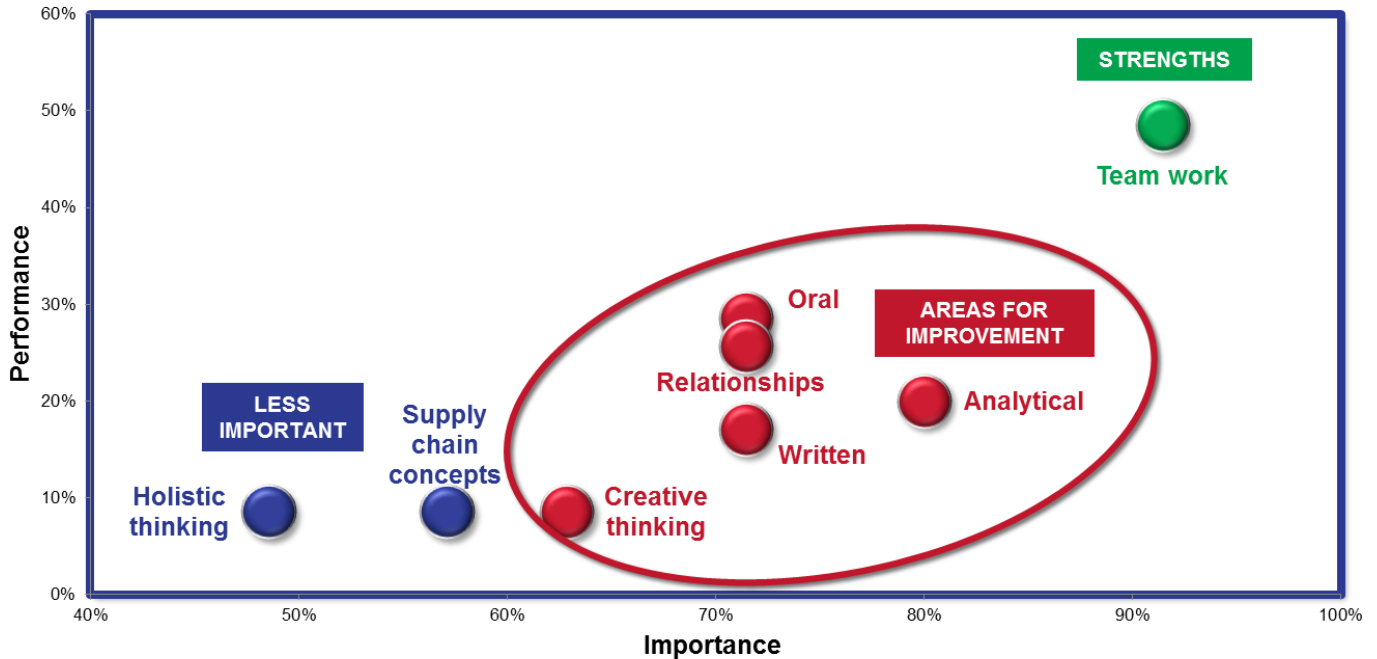 60%
50%
40%
30%
20%
10%
0%
Performance
STRENGTHS
Team work
Oral
AREAS FOR
IMPROVEMENT
Relationships
Analytical
Written
LESS
IMPORTANT
Supply
chain
concepts
Holistic
thinking
Creative
thinking
40%
50%
60%
70%
80%
90%
100%
Importance